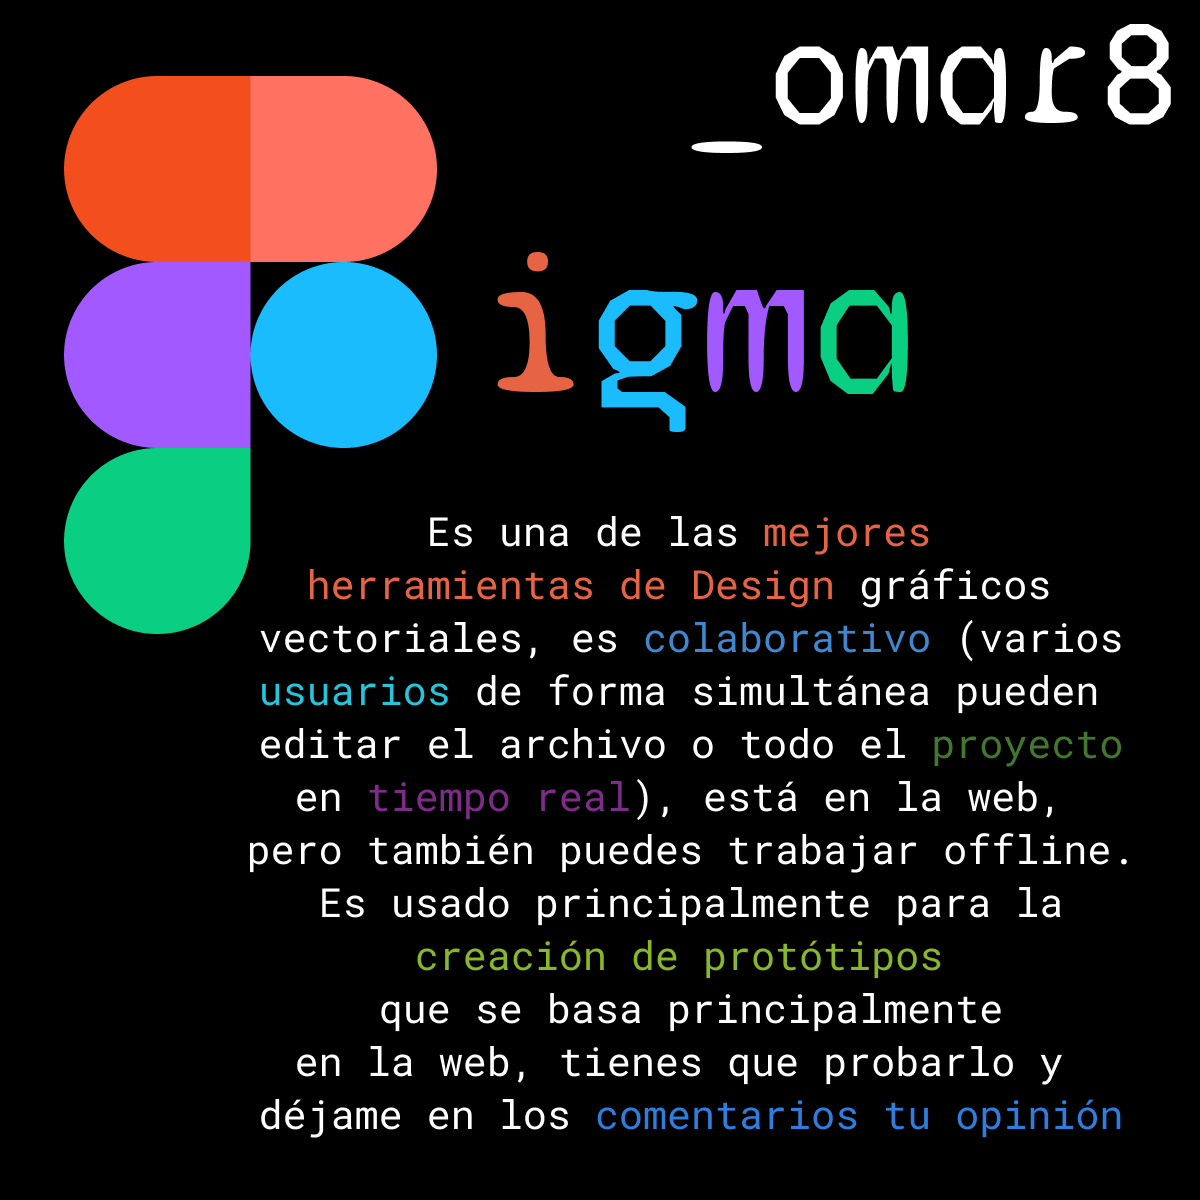 _omar8
igma
Es una de las mejores
herramientas de Design gráficos
vectoriales, es colaborativo (varios
usuarios de forma simultánea pueden
editar el archivo o todo el proyecto
en tiempo real), está en la web,
pero también puedes trabajar offline.
Es usado principalmente para la
creación de protótipos
que se basa principalmente
en la web, tienes que probarlo y
déjame en los comentarios tu opinión